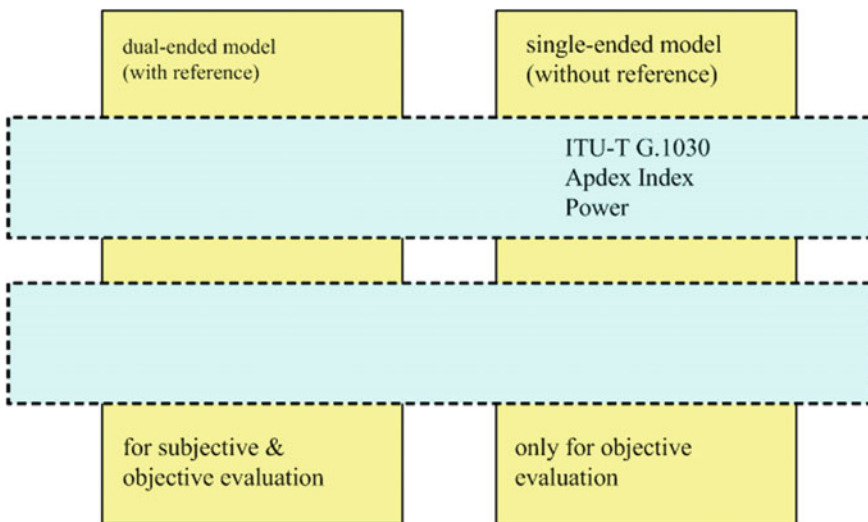 dual-ended model
(with reference)
single-ended model
(without reference)
ITU-T G.1030
Apdex Index
Power
for subjective &
objective evaluation
only for objective
evaluation